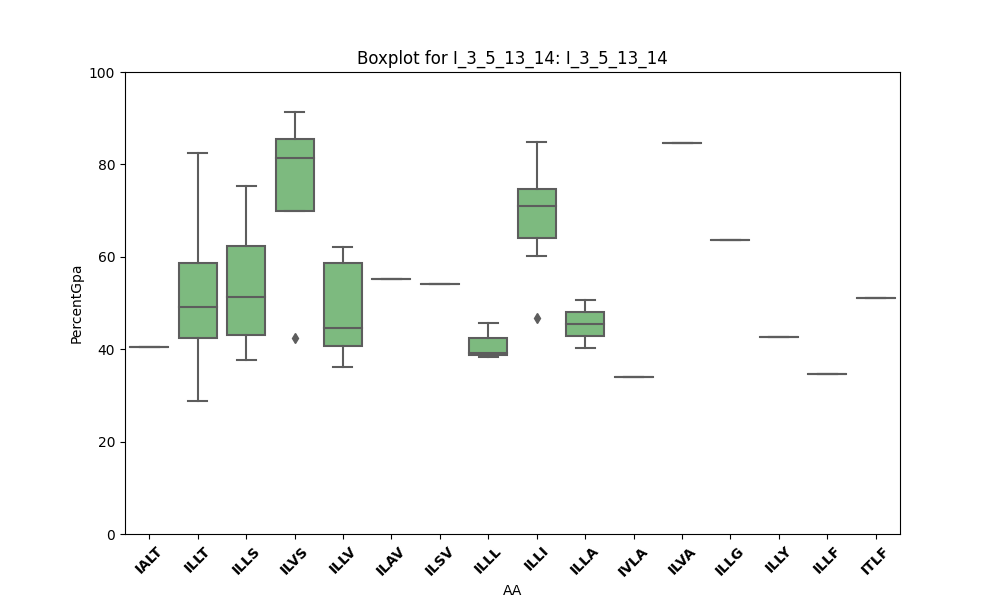 Boxplot for I_3_5_13_14: I_3_5_13_14
100
80
60
40
20
0
PercentGpa
IALT ILLT ILLS ILVS ILLV ILAV ILSV ILLL ILLI ILLA IVLA ILVA ILLG ILLY ILLF ITLF
AA